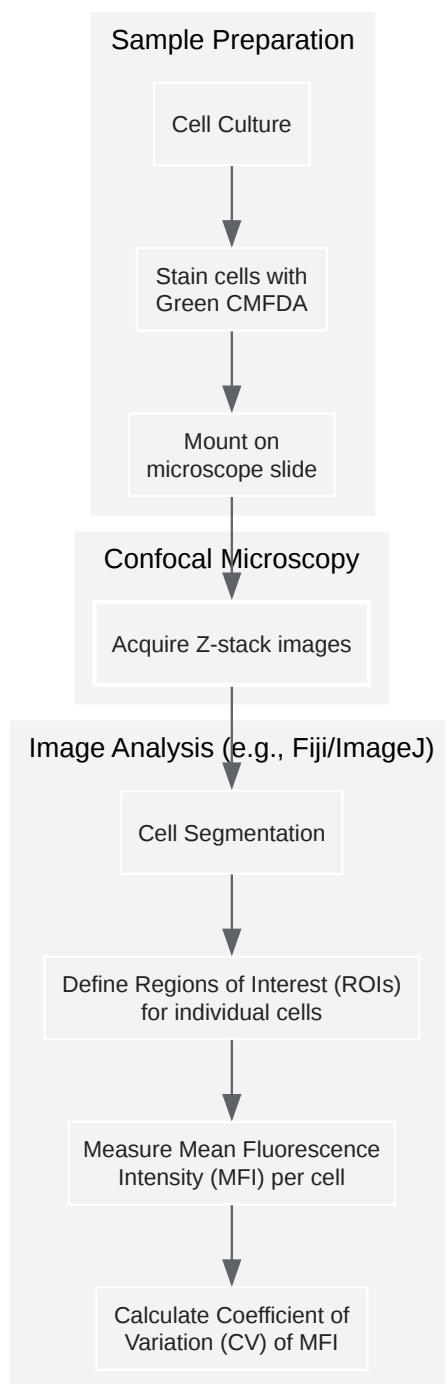 Sample Preparation
Cell Culture
Stain cells with
Green CMFDA
Mount on
microscope slide
Confocal Microscopy
Acquire Z-stack images
Image Analysis (e.g., Fiji/ImageJ)
Cell Segmentation
Define Regions of Interest (ROIs)
for individual cells
Measure Mean Fluorescence
Intensity (MFI) per cell
Calculate Coefficient of
Variation (CV) of MFI